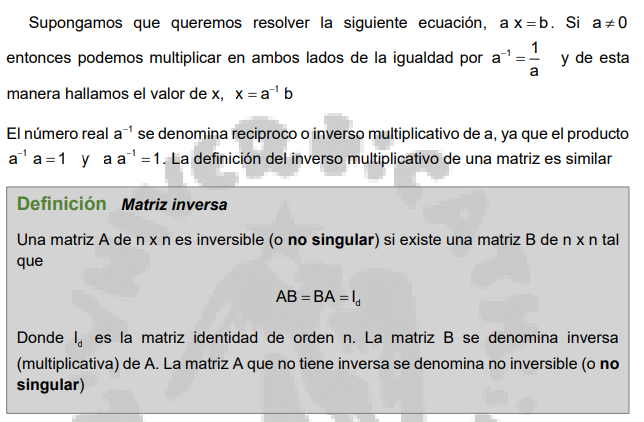 Supongamos que queremos resolver la siguiente ecuación, a x = b. Si a ≠ 0
entonces podemos multiplicar en ambos lados de la igualdad por a⁻¹ = 1/a y de esta
manera hallamos el valor de x, x = a⁻¹ b
El número real a⁻¹ se denomina reciproco o inverso multiplicativo de a, ya que el producto
a⁻¹ a = 1 y a a⁻¹ = 1. La definición del inverso multiplicativo de una matriz es similar
Definición Matriz inversa
Una matriz A de n x n es inversible (o no singular) si existe una matriz B de n x n tal
que
AB = BA = I_d
Donde I_d es la matriz identidad de orden n. La matriz B se denomina inversa
(multiplicativa) de A. La matriz A que no tiene inversa se denomina no inversible (o no
singular)